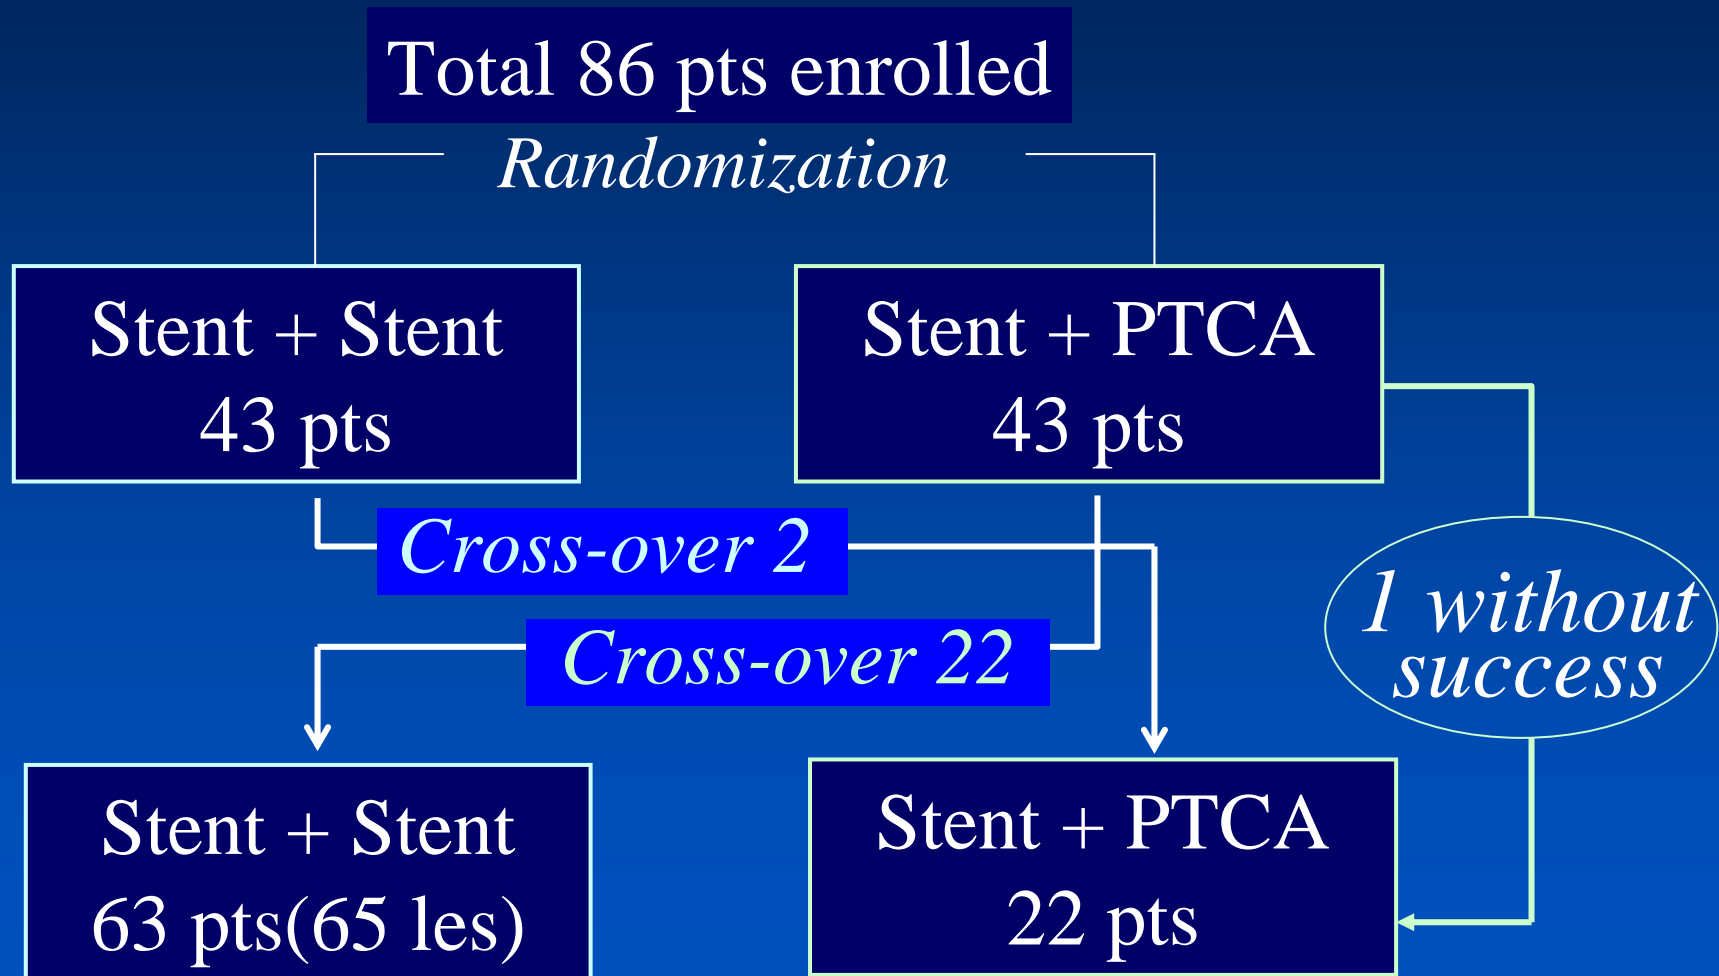 Total 86 pts enrolled
Randomization
Stent + Stent
43 pts
Stent + PTCA
43 pts
Cross-over 2
Cross-over 22
1 without
success
Stent + Stent
63 pts(65 les)
Stent + PTCA
22 pts